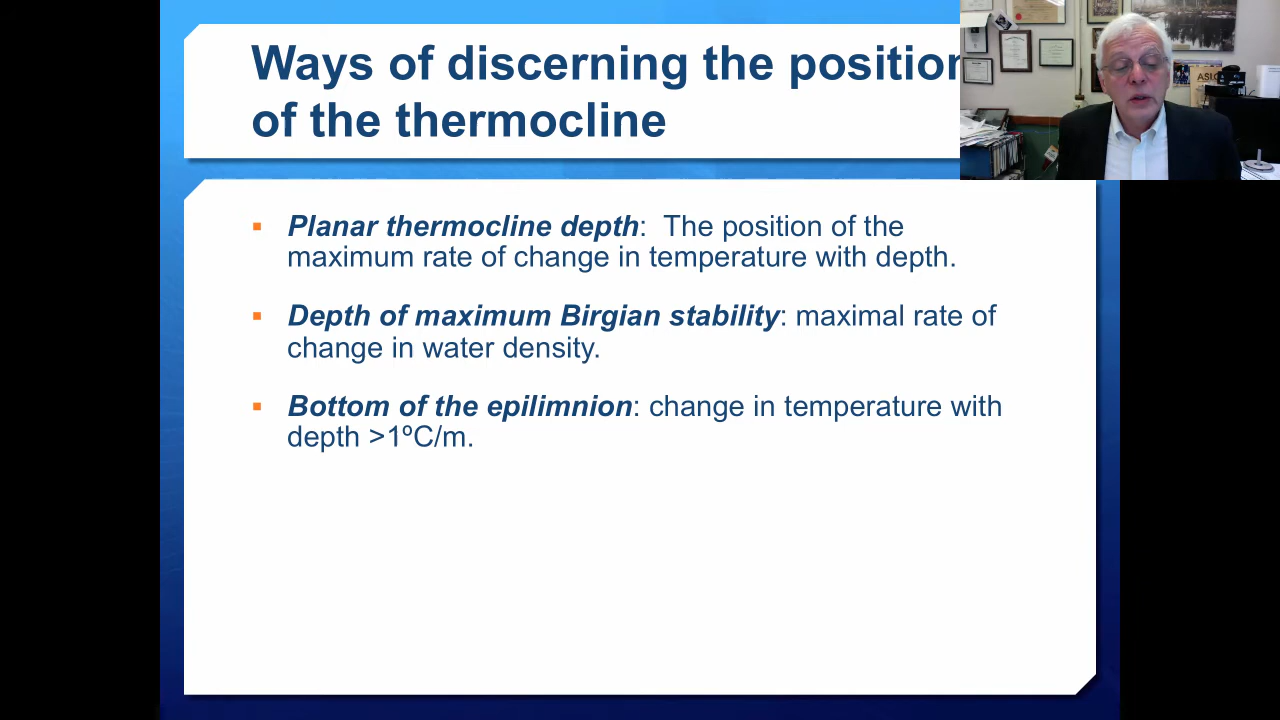 Ways of discerning the position
of the thermocline
▪ Planar thermocline depth:  The position of the
maximum rate of change in temperature with depth.
▪ Depth of maximum Birgian stability: maximal rate of
change in water density.
▪ Bottom of the epilimnion: change in temperature with
depth >1ºC/m.